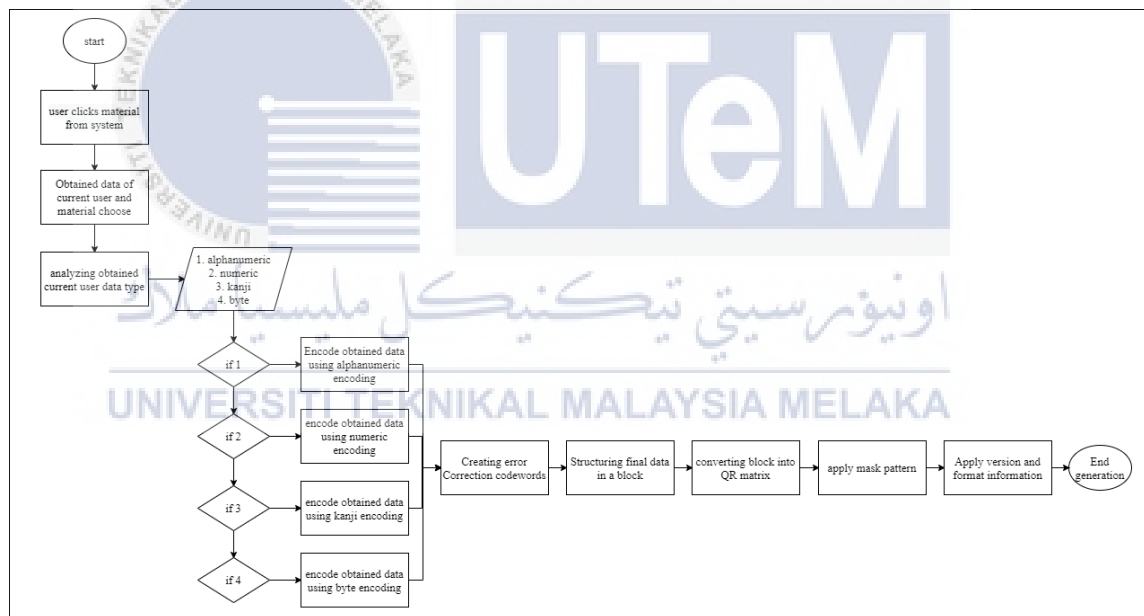 start
user clicks material
from system
Obtained data of
current user and
material choose
analyzing obtained
current user data type
1. alphanumeric
2. numeric
3. kanji
4. byte
if 1
Encode obtained data
using alphanumeric
encoding
if 2
encode obtained data
using numeric
encoding
if 3
encode obtained data
using kanji encoding
if 4
encode obtained data
using byte encoding
Creating error
Correction codewords
Structuring final data
in a block
converting block into
QR matrix
apply mask pattern
Apply version and
format information
End
generation
UTeM
اونيۏرسيتي تيكنيكل مليسيا ملاك
UNIVERSITI TEKNIKAL MALAYSIA MELAKA